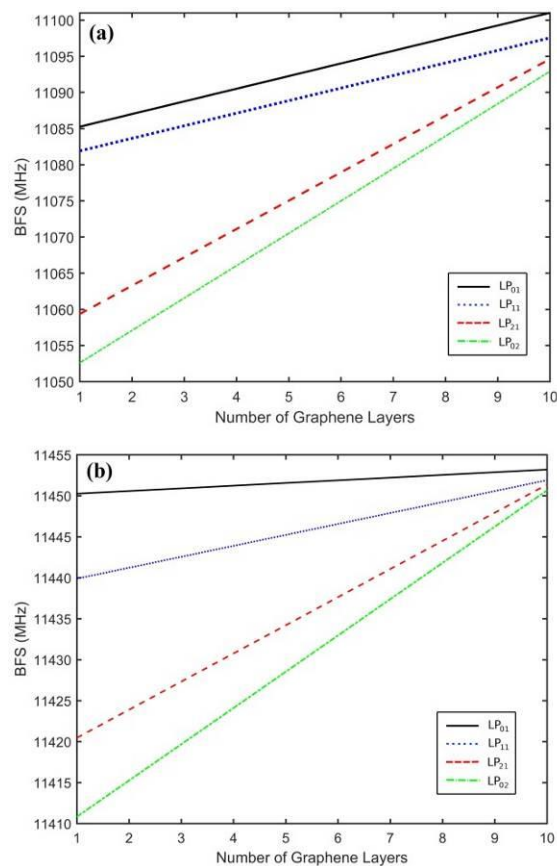 (a)
11100
11095
11090
11085
11080
11075
11070
11065
11060
11055
11050
BFS (MHz)
LP01
LP11
LP21
LP02
1 2 3 4 5 6 7 8 9 10
Number of Graphene Layers
(b)
11455
11450
11445
11440
11435
11430
11425
11420
11415
11410
BFS (MHz)
LP01
LP11
LP21
LP02
1 2 3 4 5 6 7 8 9 10
Number of Graphene Layers